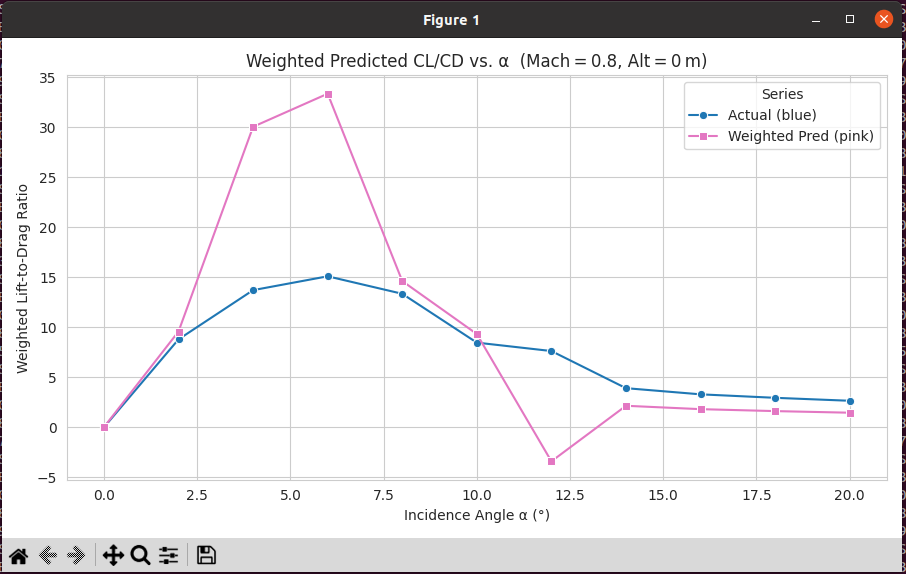 Figure 1
Weighted Predicted CL/CD vs. α (Mach = 0.8, Alt = 0 m)
Series
Actual (blue)
Weighted Pred (pink)
Weighted Lift-to-Drag Ratio
35
30
25
20
15
10
5
0
−5
0.0 2.5 5.0 7.5 10.0 12.5 15.0 17.5 20.0
Incidence Angle α (°)